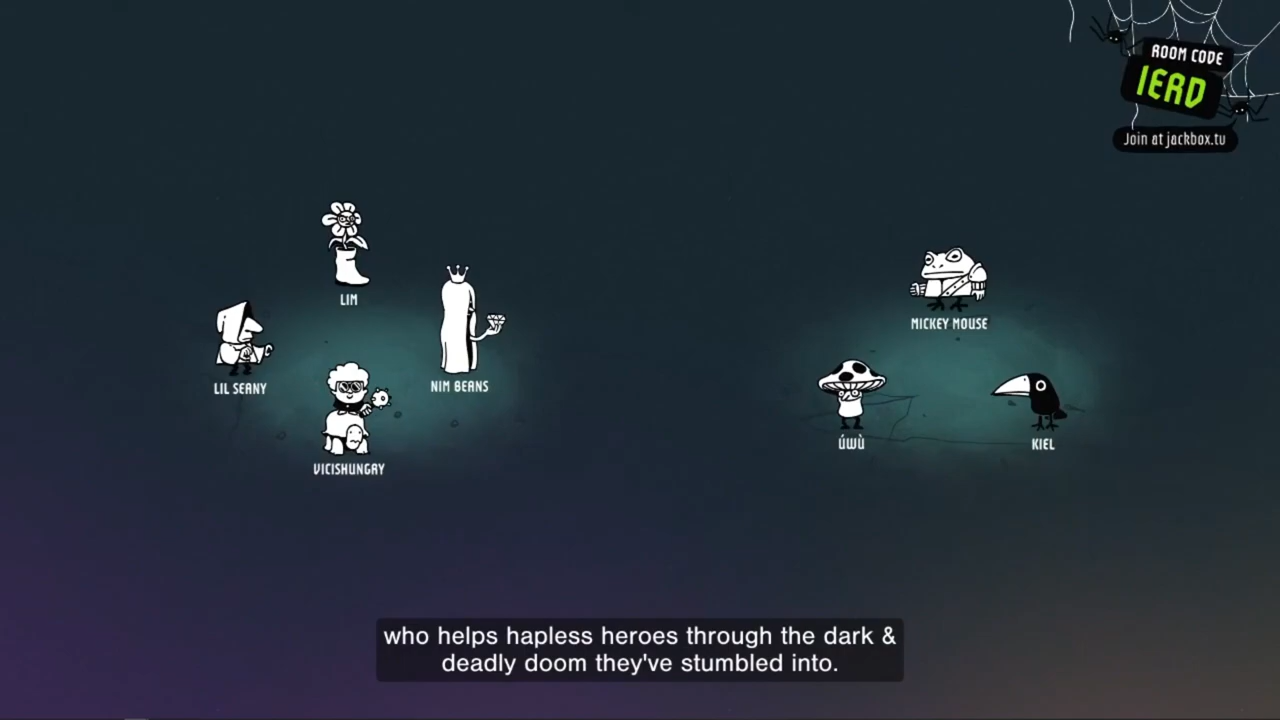 ROOM CODE
IERD
Join at jackbox.tv
LIM
MICKEY MOUSE
LIL SEANY
NIM BEANS
ÚWÙ
KIEL
VICISHUNGAY
who helps hapless heroes through the dark &
deadly doom they've stumbled into.